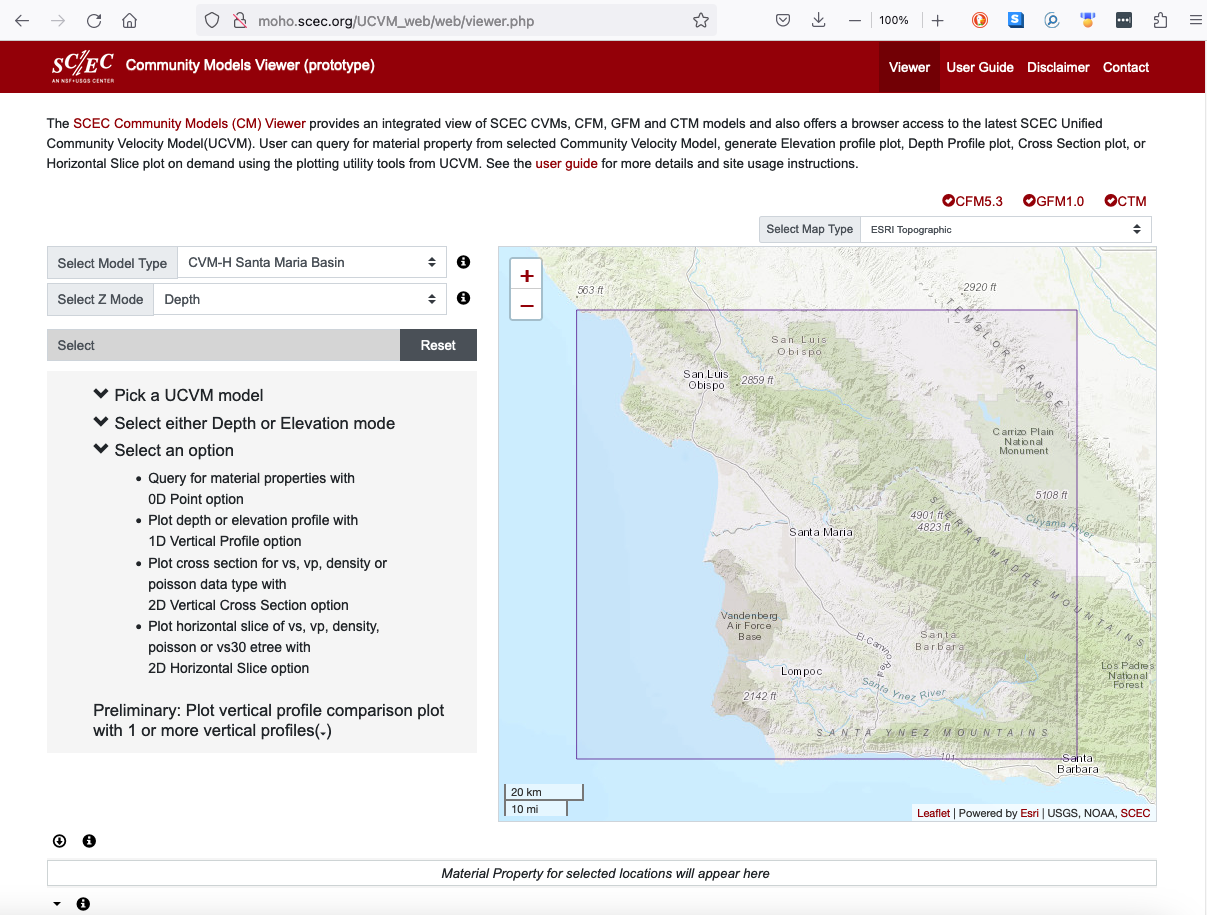 moho.scec.org/UCVM_web/web/viewer.php
100%
SC/EC
AN NSF+USGS CENTER
Community Models Viewer (prototype)
Viewer User Guide Disclaimer Contact
The SCEC Community Models (CM) Viewer provides an integrated view of SCEC CVMs, CFM, GFM and CTM models and also offers a browser access to the latest SCEC Unified
Community Velocity Model(UCVM). User can query for material property from selected Community Velocity Model, generate Elevation profile plot, Depth Profile plot, Cross Section plot, or
Horizontal Slice plot on demand using the plotting utility tools from UCVM. See the user guide for more details and site usage instructions.
CFM5.3 GFM1.0 CTM
Select Map Type ESRI Topographic
Select Model Type CVM-H Santa Maria Basin
Select Z Mode Depth
Select Reset
Pick a UCVM model
Select either Depth or Elevation mode
Select an option
• Query for material properties with
0D Point option
• Plot depth or elevation profile with
1D Vertical Profile option
• Plot cross section for vs, vp, density or
poisson data type with
2D Vertical Cross Section option
• Plot horizontal slice of vs, vp, density,
poisson or vs30 etree with
2D Horizontal Slice option
Preliminary: Plot vertical profile comparison plot
with 1 or more vertical profiles(⌄)
+
−
563 ft
2920 ft
TEMBLOR RANGE
San Luis
Obispo
San Luis
Obispo
2859 ft
Carrizo Plain
National
Monument
5108 ft
4901 ft
4823 ft
Cuyama River
Santa Maria
SIERRA MADRE MOUNTAINS
Vandenberg
Air Force
Base
El Camino Real
Santa
Barbara
Lompoc
Los Padres
National
Forest
2142 ft
Santa Ynez River
SANTA YNEZ MOUNTAINS
101
Santa
Barbara
20 km
10 mi
Leaflet | Powered by Esri | USGS, NOAA, SCEC
Material Property for selected locations will appear here